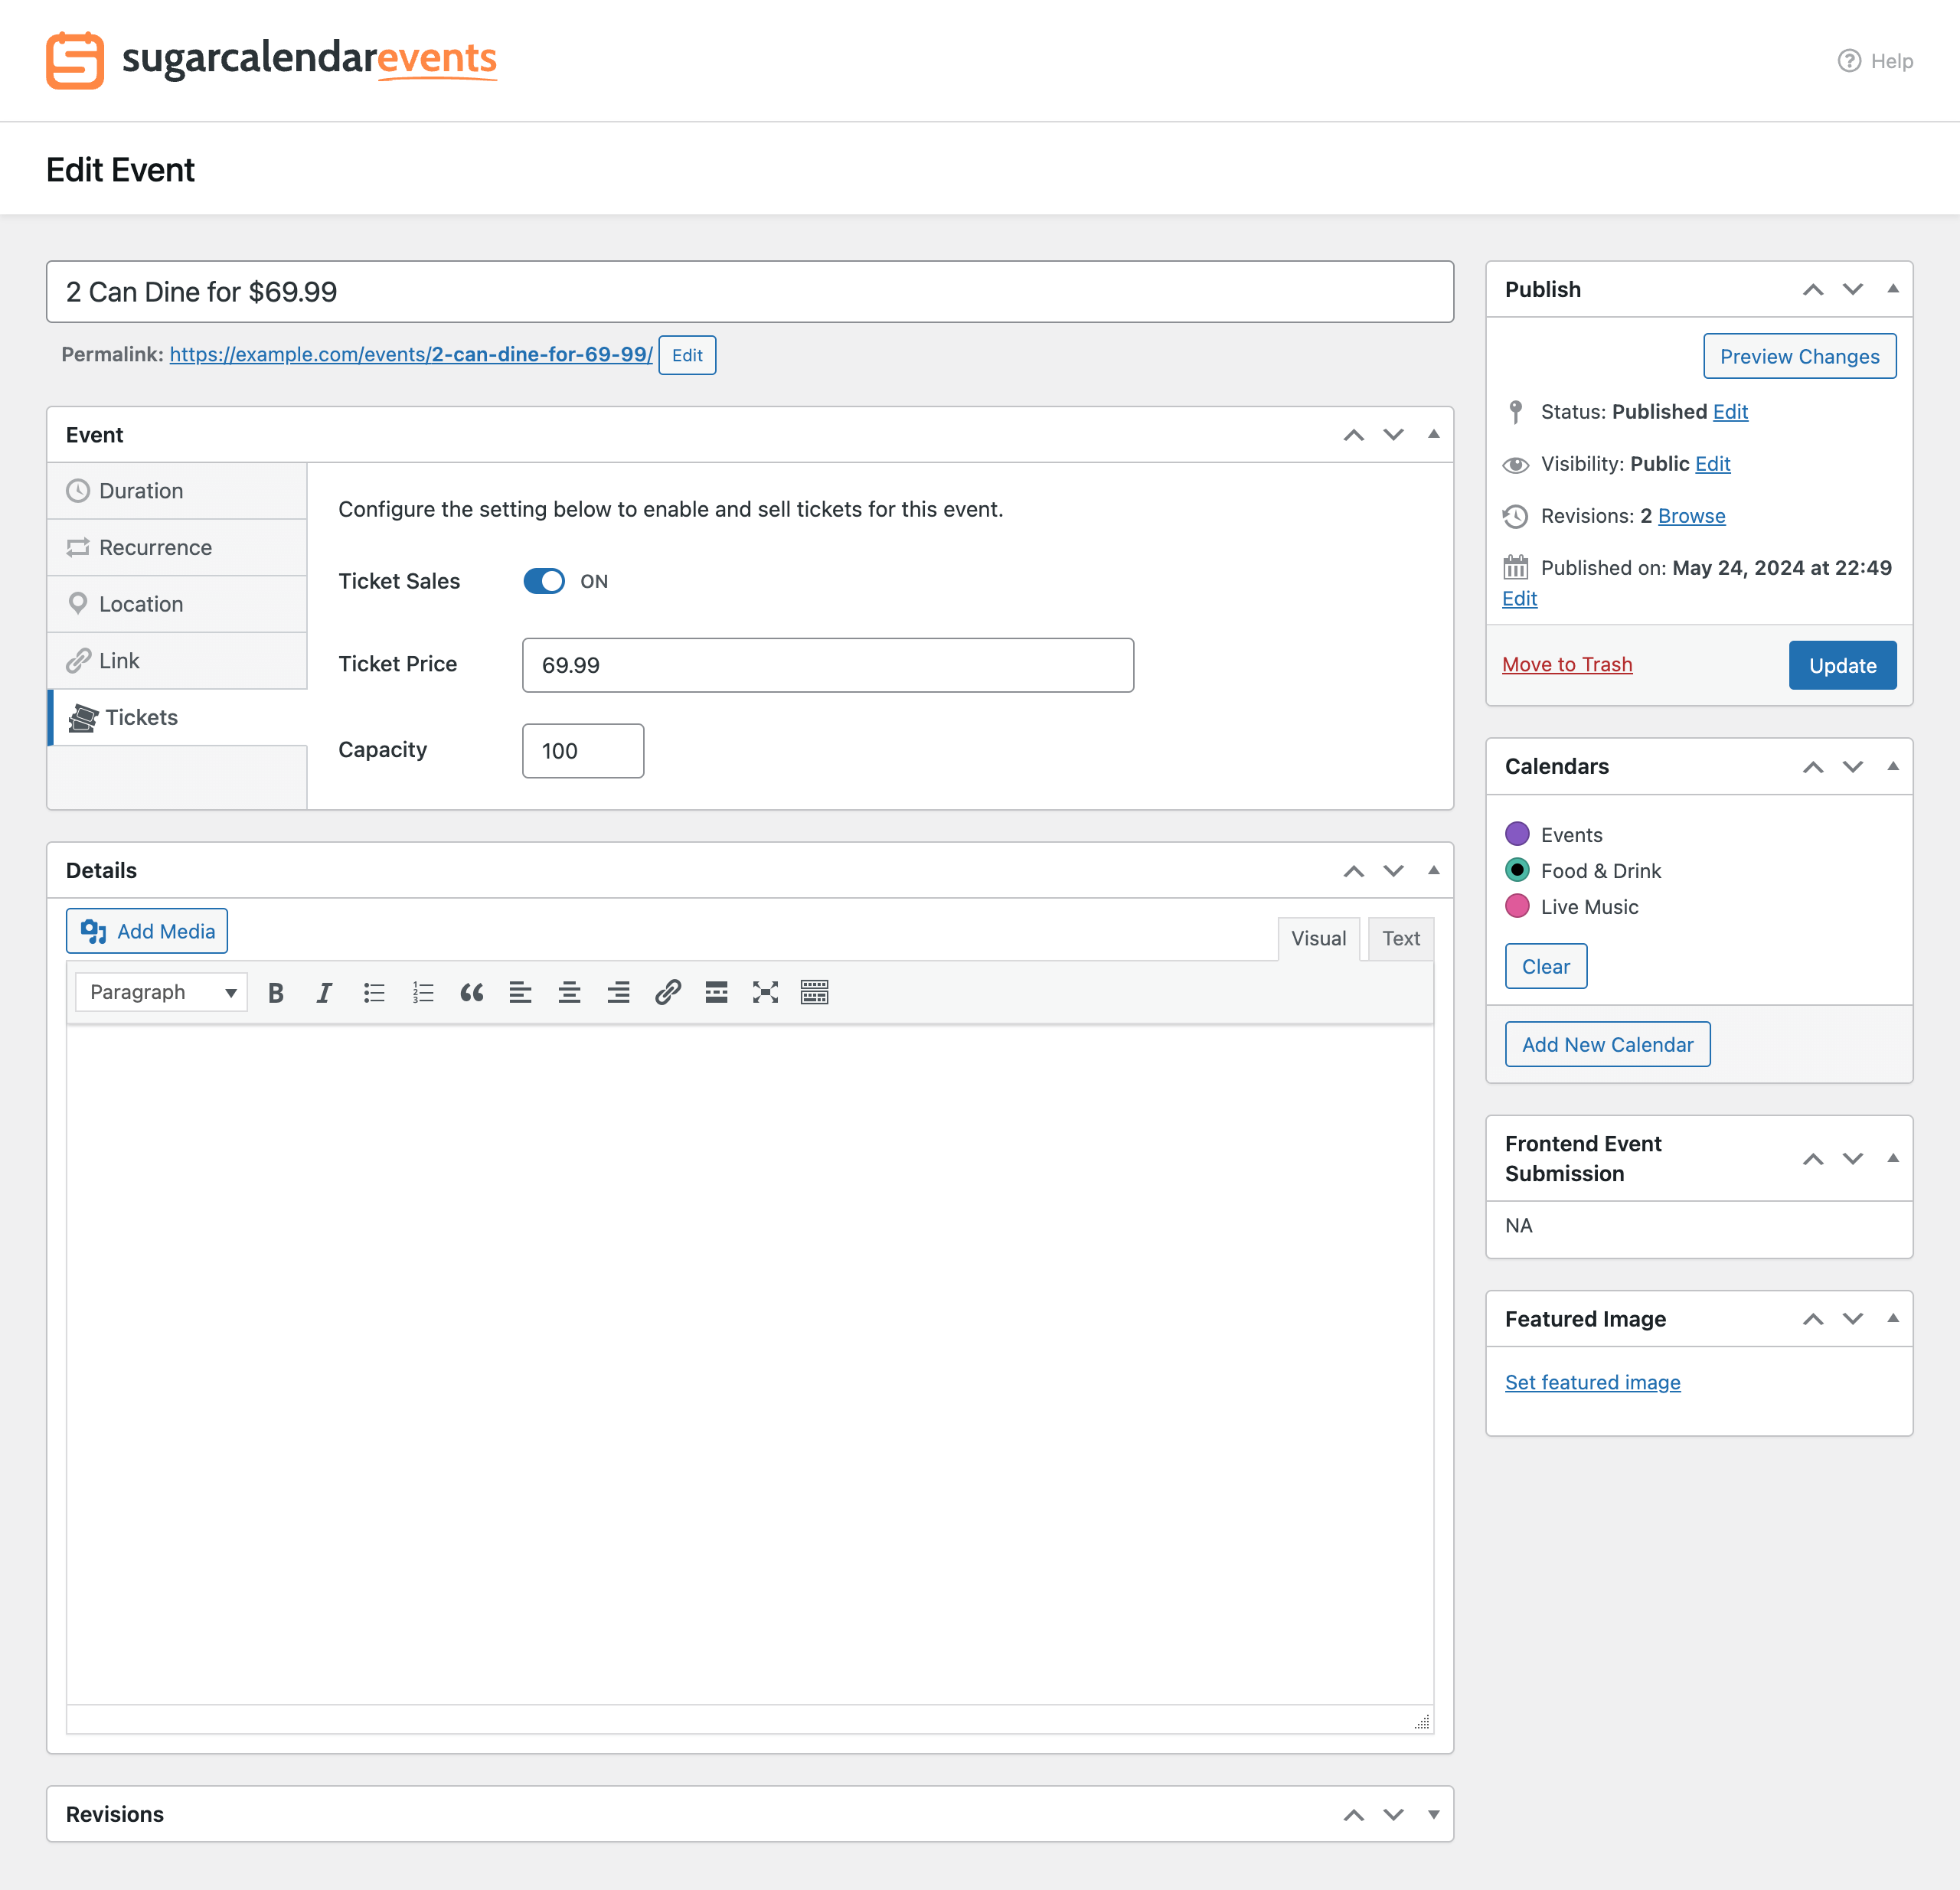 sugarcalendarevents
Help
Edit Event
2 Can Dine for $69.99
Permalink: https://example.com/events/2-can-dine-for-69-99/ Edit
Event
Duration
Recurrence
Location
Link
Tickets
Configure the setting below to enable and sell tickets for this event.
Ticket Sales ON
Ticket Price 69.99
Capacity 100
Details
Add Media
Visual Text
Paragraph
Revisions
Publish
Preview Changes
Status: Published Edit
Visibility: Public Edit
Revisions: 2 Browse
Published on: May 24, 2024 at 22:49
Edit
Move to Trash Update
Calendars
Events
Food & Drink
Live Music
Clear
Add New Calendar
Frontend Event
Submission
NA
Featured Image
Set featured image